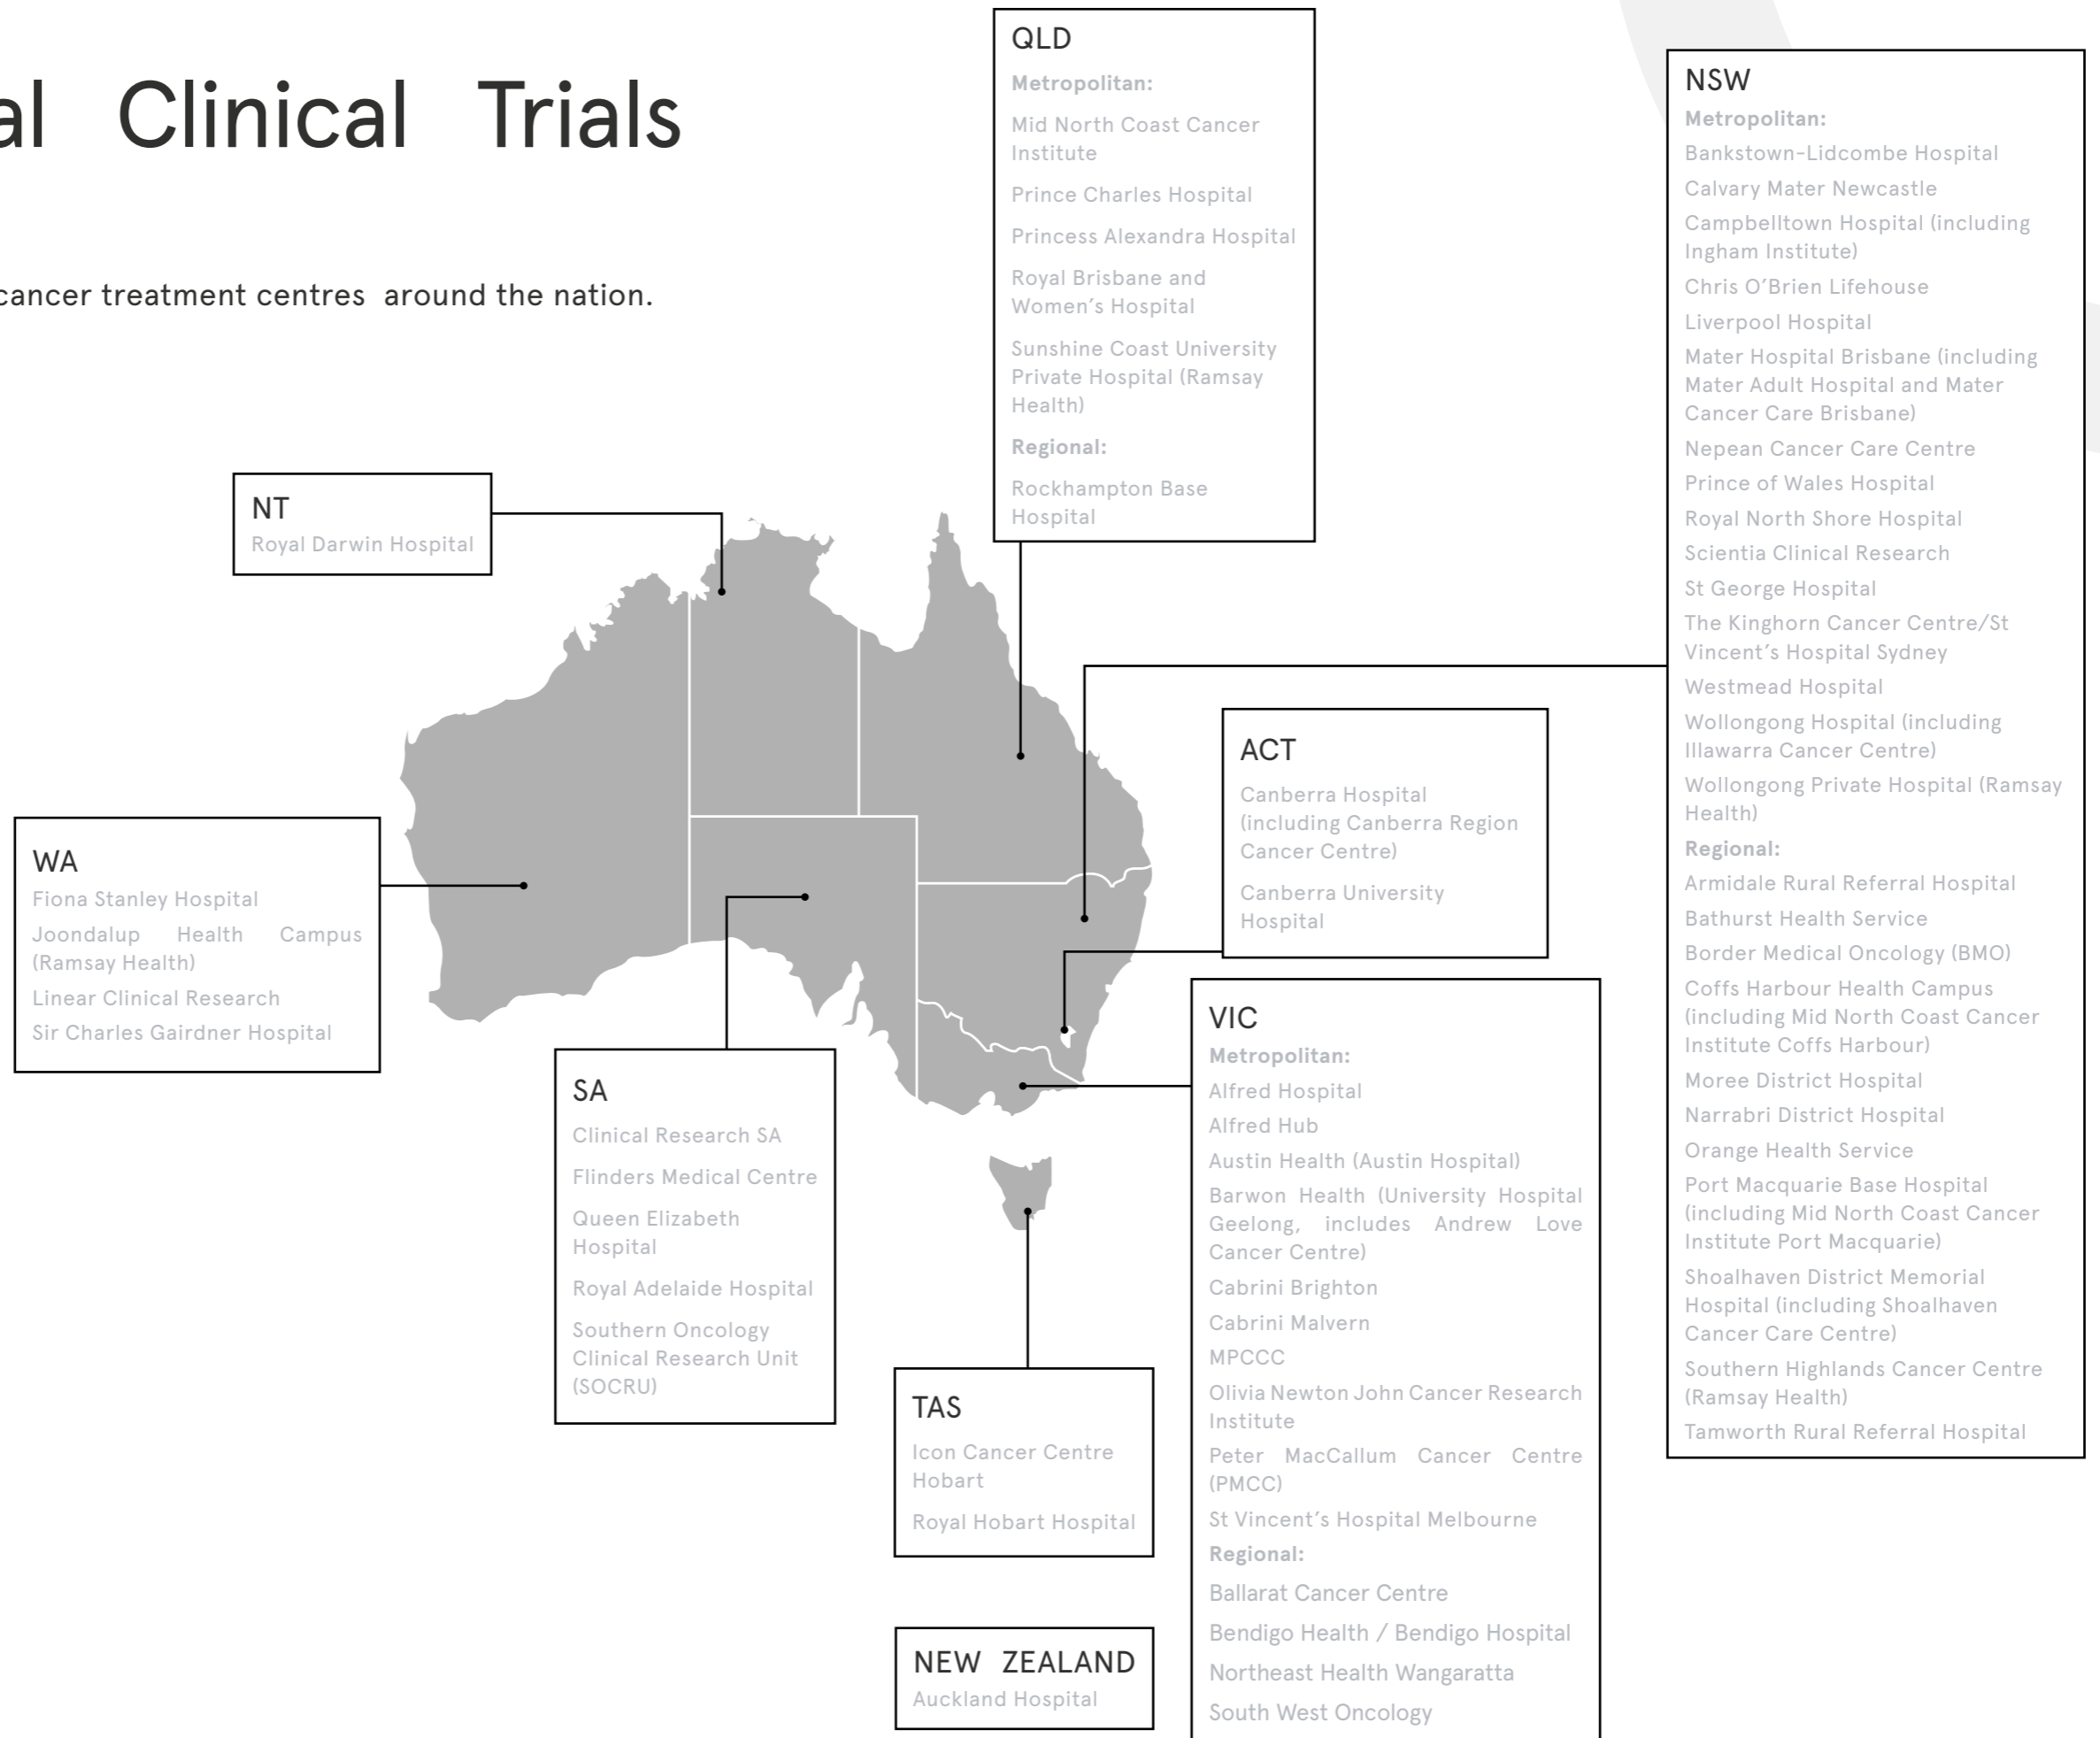 al Clinical Trials
cancer treatment centres around the nation.
QLD
Metropolitan:
Mid North Coast Cancer
Institute
Prince Charles Hospital
Princess Alexandra Hospital
Royal Brisbane and
Women's Hospital
Sunshine Coast University
Private Hospital (Ramsay
Health)
Regional:
Rockhampton Base
Hospital
NSW
Metropolitan:
Bankstown-Lidcombe Hospital
Calvary Mater Newcastle
Campbelltown Hospital (including
Ingham Institute)
Chris O'Brien Lifehouse
Liverpool Hospital
Mater Hospital Brisbane (including
Mater Adult Hospital and Mater
Cancer Care Brisbane)
Nepean Cancer Care Centre
Prince of Wales Hospital
Royal North Shore Hospital
Scientia Clinical Research
St George Hospital
The Kinghorn Cancer Centre/St
Vincent's Hospital Sydney
Westmead Hospital
Wollongong Hospital (including
Illawarra Cancer Centre)
Wollongong Private Hospital (Ramsay
Health)
Regional:
Armidale Rural Referral Hospital
Bathurst Health Service
Border Medical Oncology (BMO)
Coffs Harbour Health Campus
(including Mid North Coast Cancer
Institute Coffs Harbour)
Moree District Hospital
Narrabri District Hospital
Orange Health Service
Port Macquarie Base Hospital
(including Mid North Coast Cancer
Institute Port Macquarie)
Shoalhaven District Memorial
Hospital (including Shoalhaven
Cancer Care Centre)
Southern Highlands Cancer Centre
(Ramsay Health)
Tamworth Rural Referral Hospital
NT
Royal Darwin Hospital
ACT
Canberra Hospital
(including Canberra Region
Cancer Centre)
Canberra University
Hospital
WA
Fiona Stanley Hospital
Joondalup Health Campus
(Ramsay Health)
Linear Clinical Research
Sir Charles Gairdner Hospital
SA
Clinical Research SA
Flinders Medical Centre
Queen Elizabeth
Hospital
Royal Adelaide Hospital
Southern Oncology
Clinical Research Unit
(SOCRU)
VIC
Metropolitan:
Alfred Hospital
Alfred Hub
Austin Health (Austin Hospital)
Barwon Health (University Hospital
Geelong, includes Andrew Love
Cancer Centre)
Cabrini Brighton
Cabrini Malvern
MPCCC
Olivia Newton John Cancer Research
Institute
Peter MacCallum Cancer Centre
(PMCC)
St Vincent's Hospital Melbourne
Regional:
Ballarat Cancer Centre
Bendigo Health / Bendigo Hospital
Northeast Health Wangaratta
South West Oncology
TAS
Icon Cancer Centre
Hobart
Royal Hobart Hospital
NEW ZEALAND
Auckland Hospital